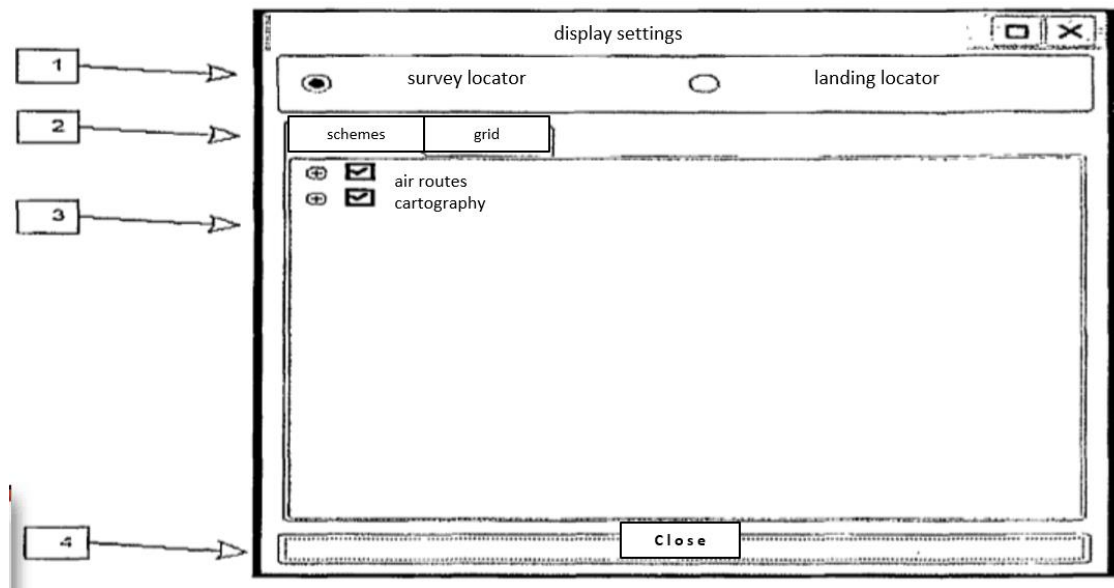 display settings
1
survey locator
landing locator
2
schemes
grid
air routes
3
cartography
4
Close